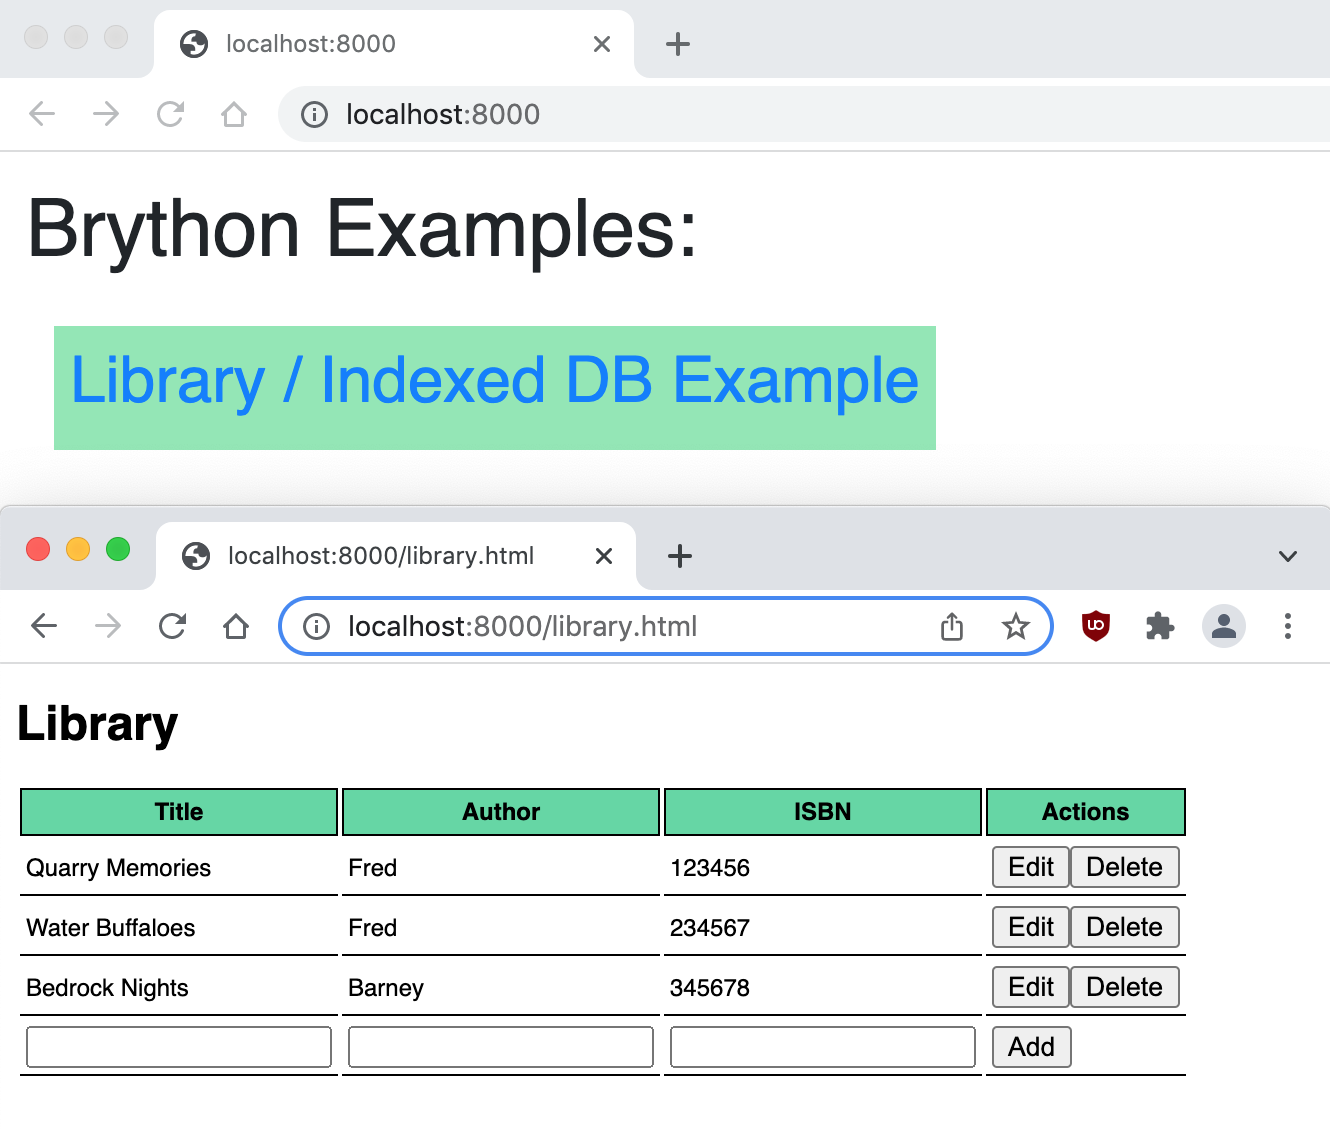 localhost:8000
localhost:8000
Brython Examples:
Library / Indexed DB Example
localhost:8000/library.html
localhost:8000/library.html
Library
Title Author ISBN Actions
Quarry Memories Fred 123456 Edit Delete
Water Buffaloes Fred 234567 Edit Delete
Bedrock Nights Barney 345678 Edit Delete
Add